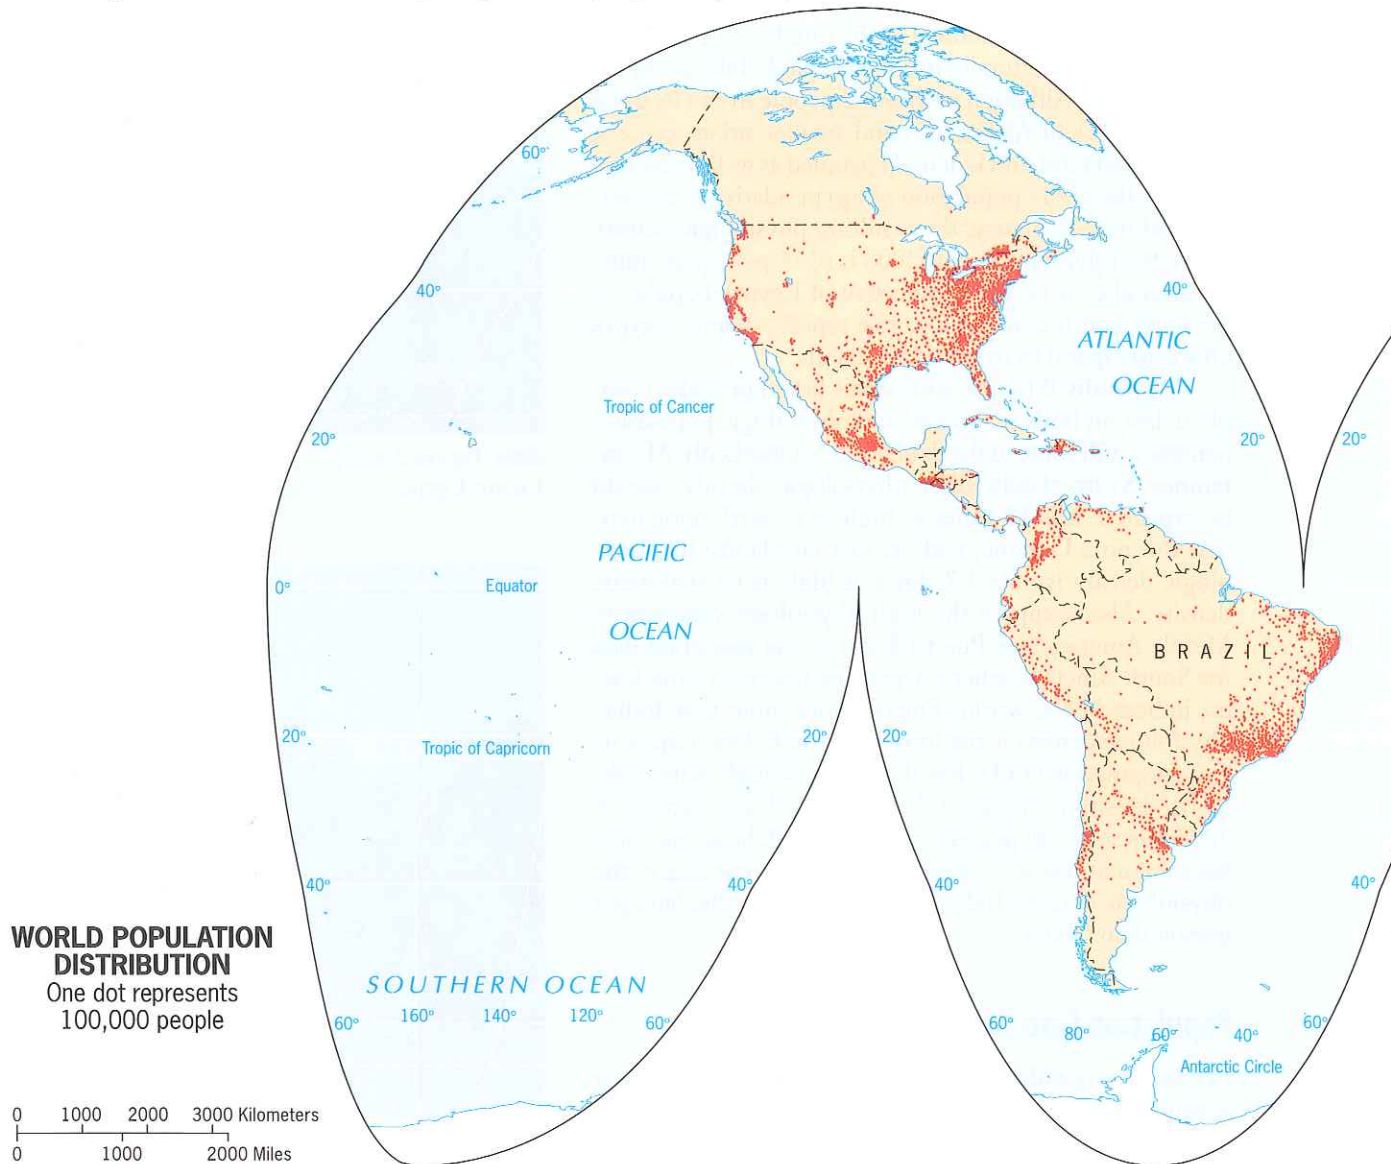 60°
40°
40°
ATLANTIC
OCEAN
Tropic of Cancer
20°
20°
20°
PACIFIC
OCEAN
0°
Equator
BRAZIL
20°
Tropic of Capricorn
20°
20°
40°
40°
40°
40°
WORLD POPULATION
DISTRIBUTION
One dot represents
100,000 people
SOUTHERN OCEAN
60°
160°
140°
120°
60°
60°
80°
60°
40°
60°
Antarctic Circle
0 1000 2000 3000 Kilometers
0 1000 2000 Miles